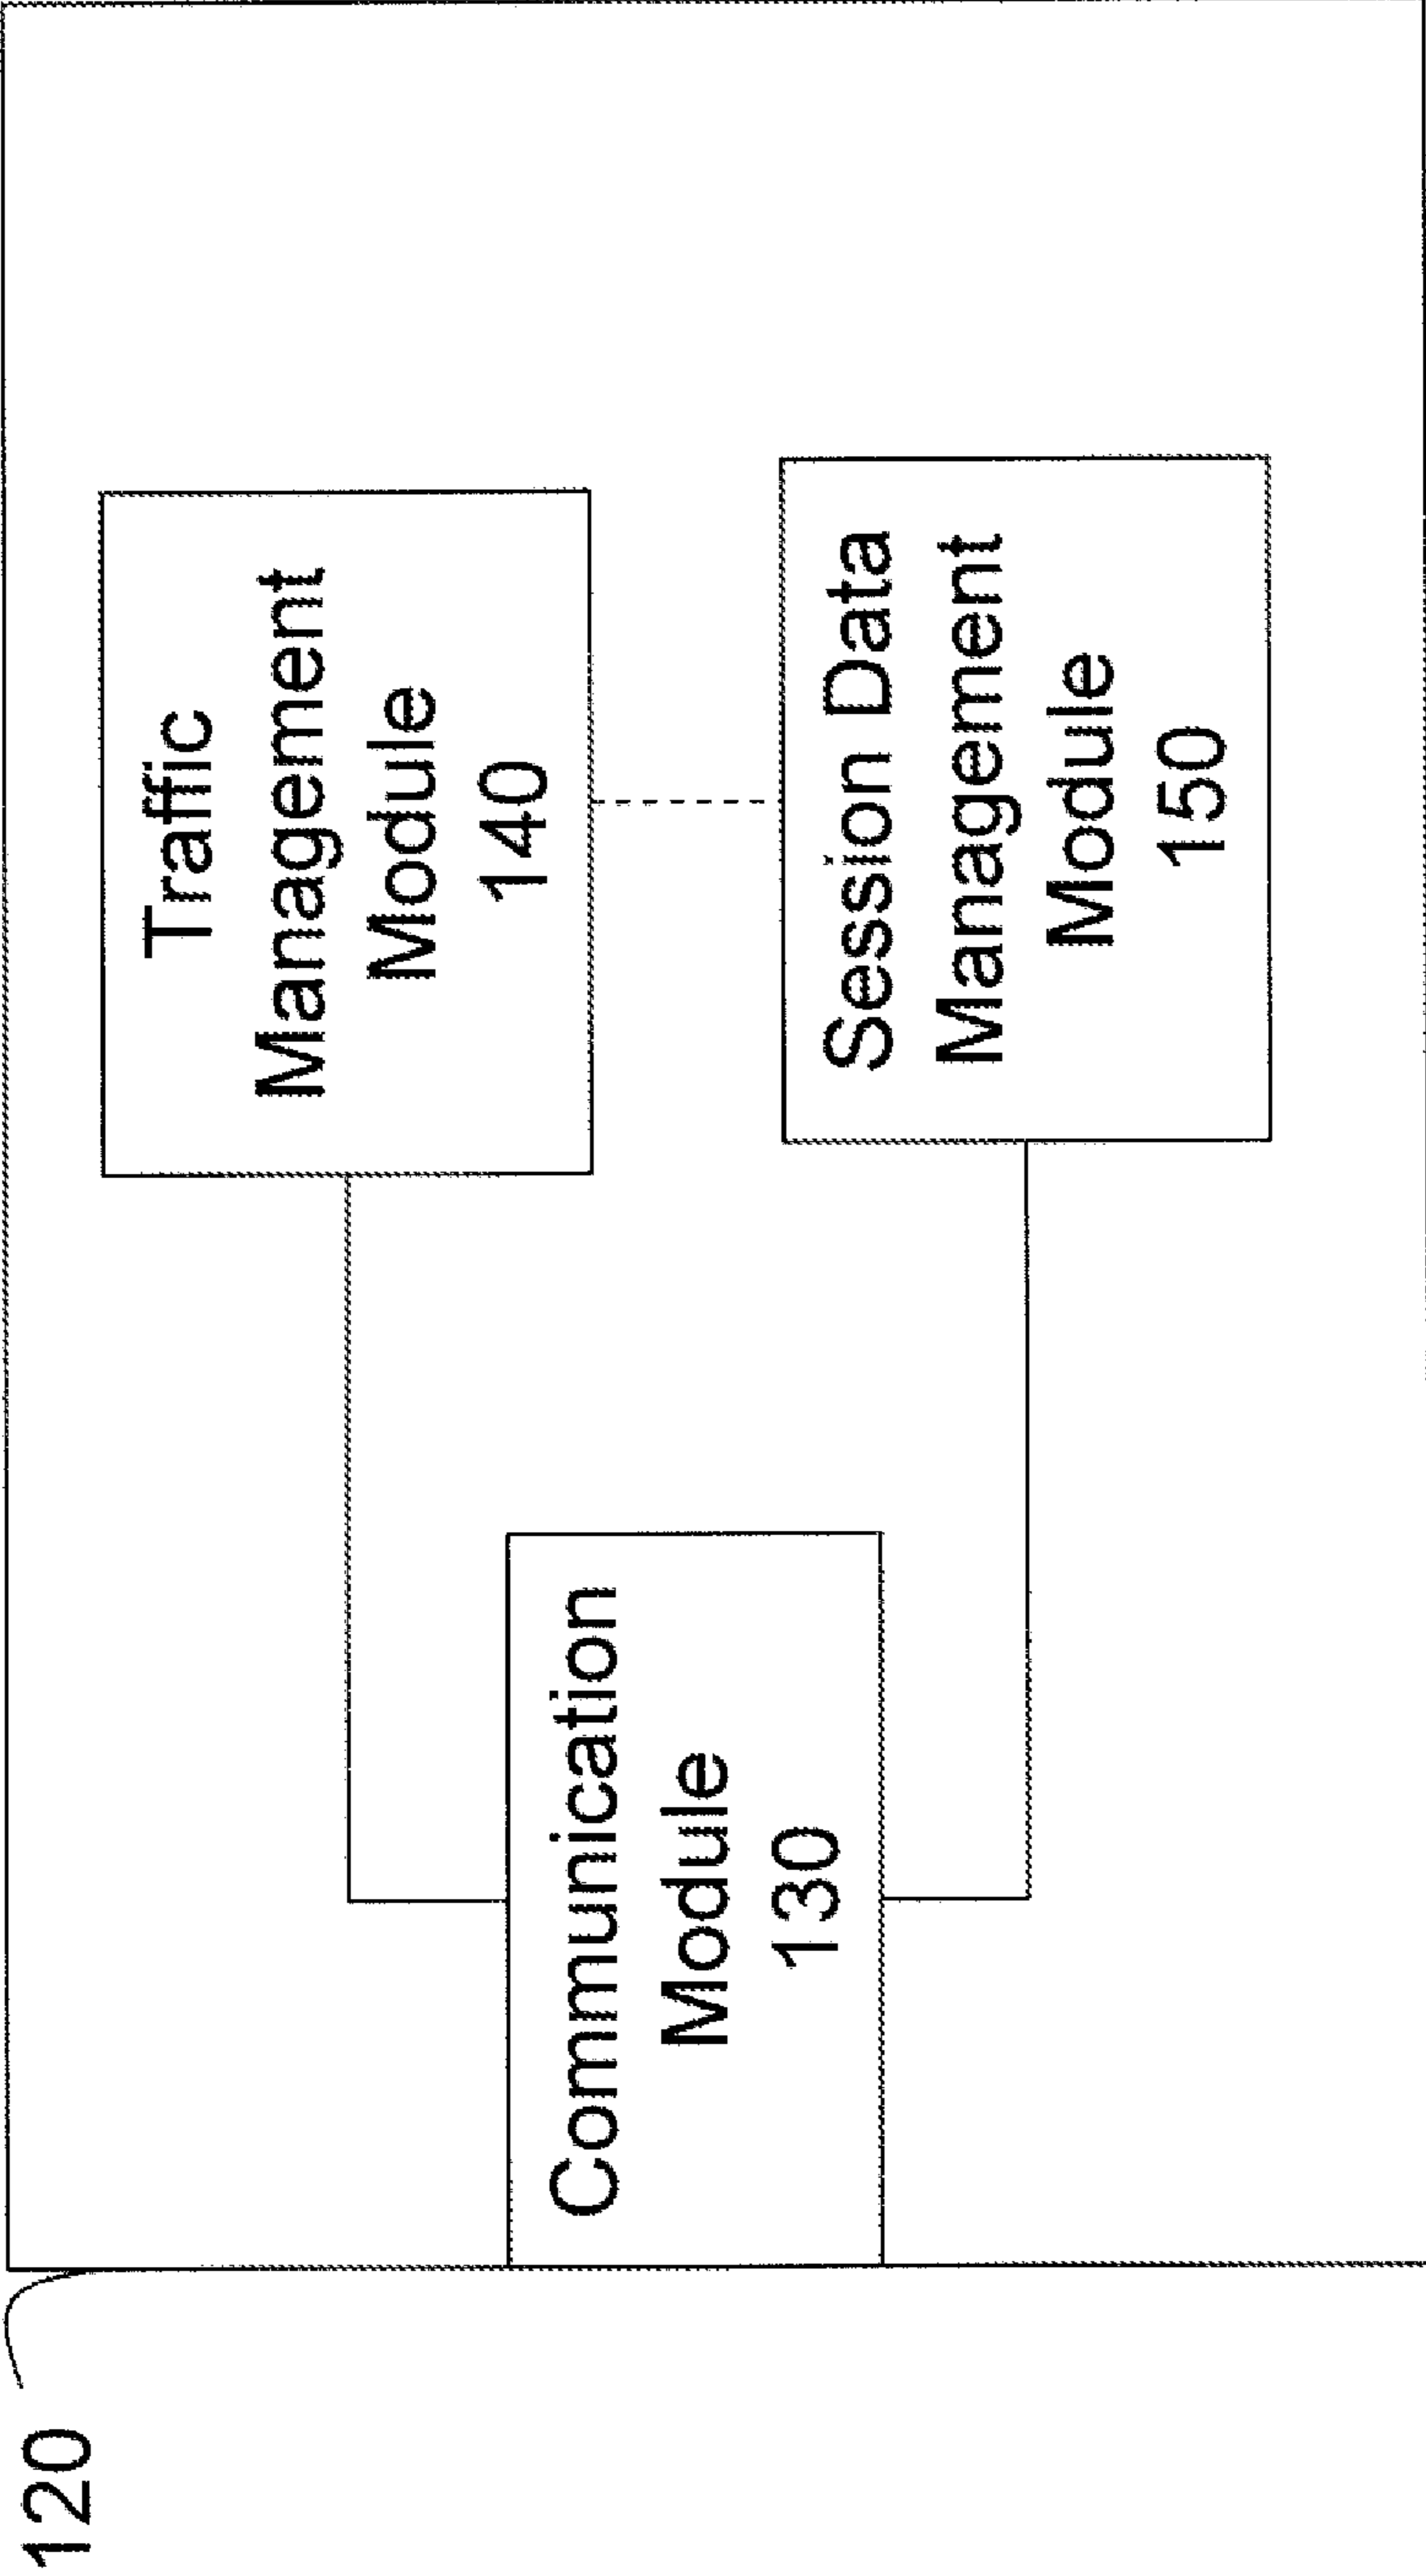 120
Communication
Module
130
Traffic
Management
Module
140
Session Data
Management
Module
150